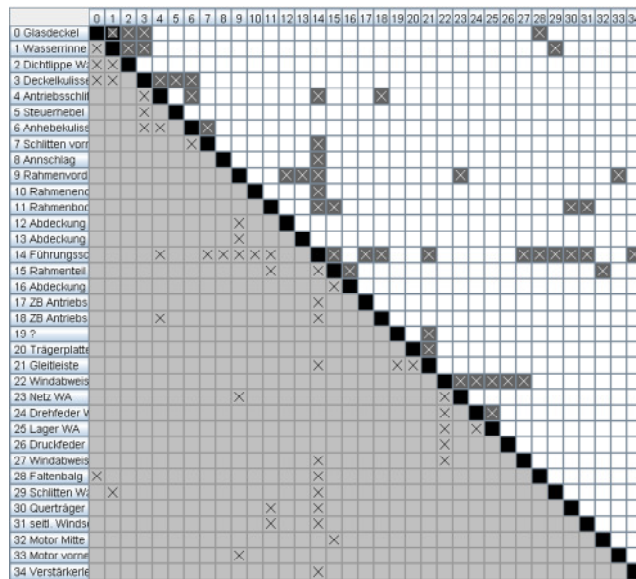 0 1 2 3 4 5 6 7 8 9 10 11 12 13 14 15 16 17 18 19 20 21 22 23 24 25 26 27 28 29 30 31 32 33 34
0 Glasdeckel
1 Wasserrinne
2 Dichtlippe Wa
3 Deckelkulisse
4 Antriebsschlit
5 Steuerhebel
6 Anhebekuliss
7 Schlitten vorn
8 Annschlag
9 Rahmenvord
10 Rahmenend
11 Rahmenboc
12 Abdeckung
13 Abdeckung
14 Führungssc
15 Rahmenteil
16 Abdeckung
17 ZB Antriebs
18 ZB Antriebs
19 ?
20 Trägerplatte
21 Gleitleiste
22 Windabweis
23 Netz WA
24 Drehfeder W
25 Lager WA
26 Druckfeder
27 Windabweis
28 Faltenbalg
29 Schlitten Wa
30 Querträger
31 seitl. Windsc
32 Motor Mitte
33 Motor vorne
34 Verstärkerle